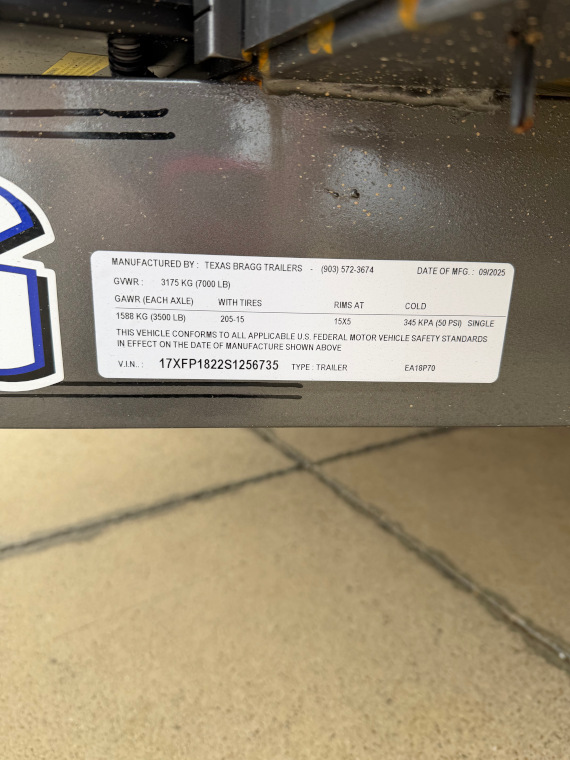 MANUFACTURED BY : TEXAS BRAGG TRAILERS - (903) 572-3674 DATE OF MFG. : 09/2025
GVWR : 3175 KG (7000 LB)
GAWR (EACH AXLE) WITH TIRES RIMS AT COLD
1588 KG (3500 LB) 205-15 15X5 345 KPA (50 PSI) SINGLE
THIS VEHICLE CONFORMS TO ALL APPLICABLE U.S. FEDERAL MOTOR VEHICLE SAFETY STANDARDS
IN EFFECT ON THE DATE OF MANUFACTURE SHOWN ABOVE
V.I.N.. : 17XFP1822S1256735 TYPE : TRAILER EA18P70